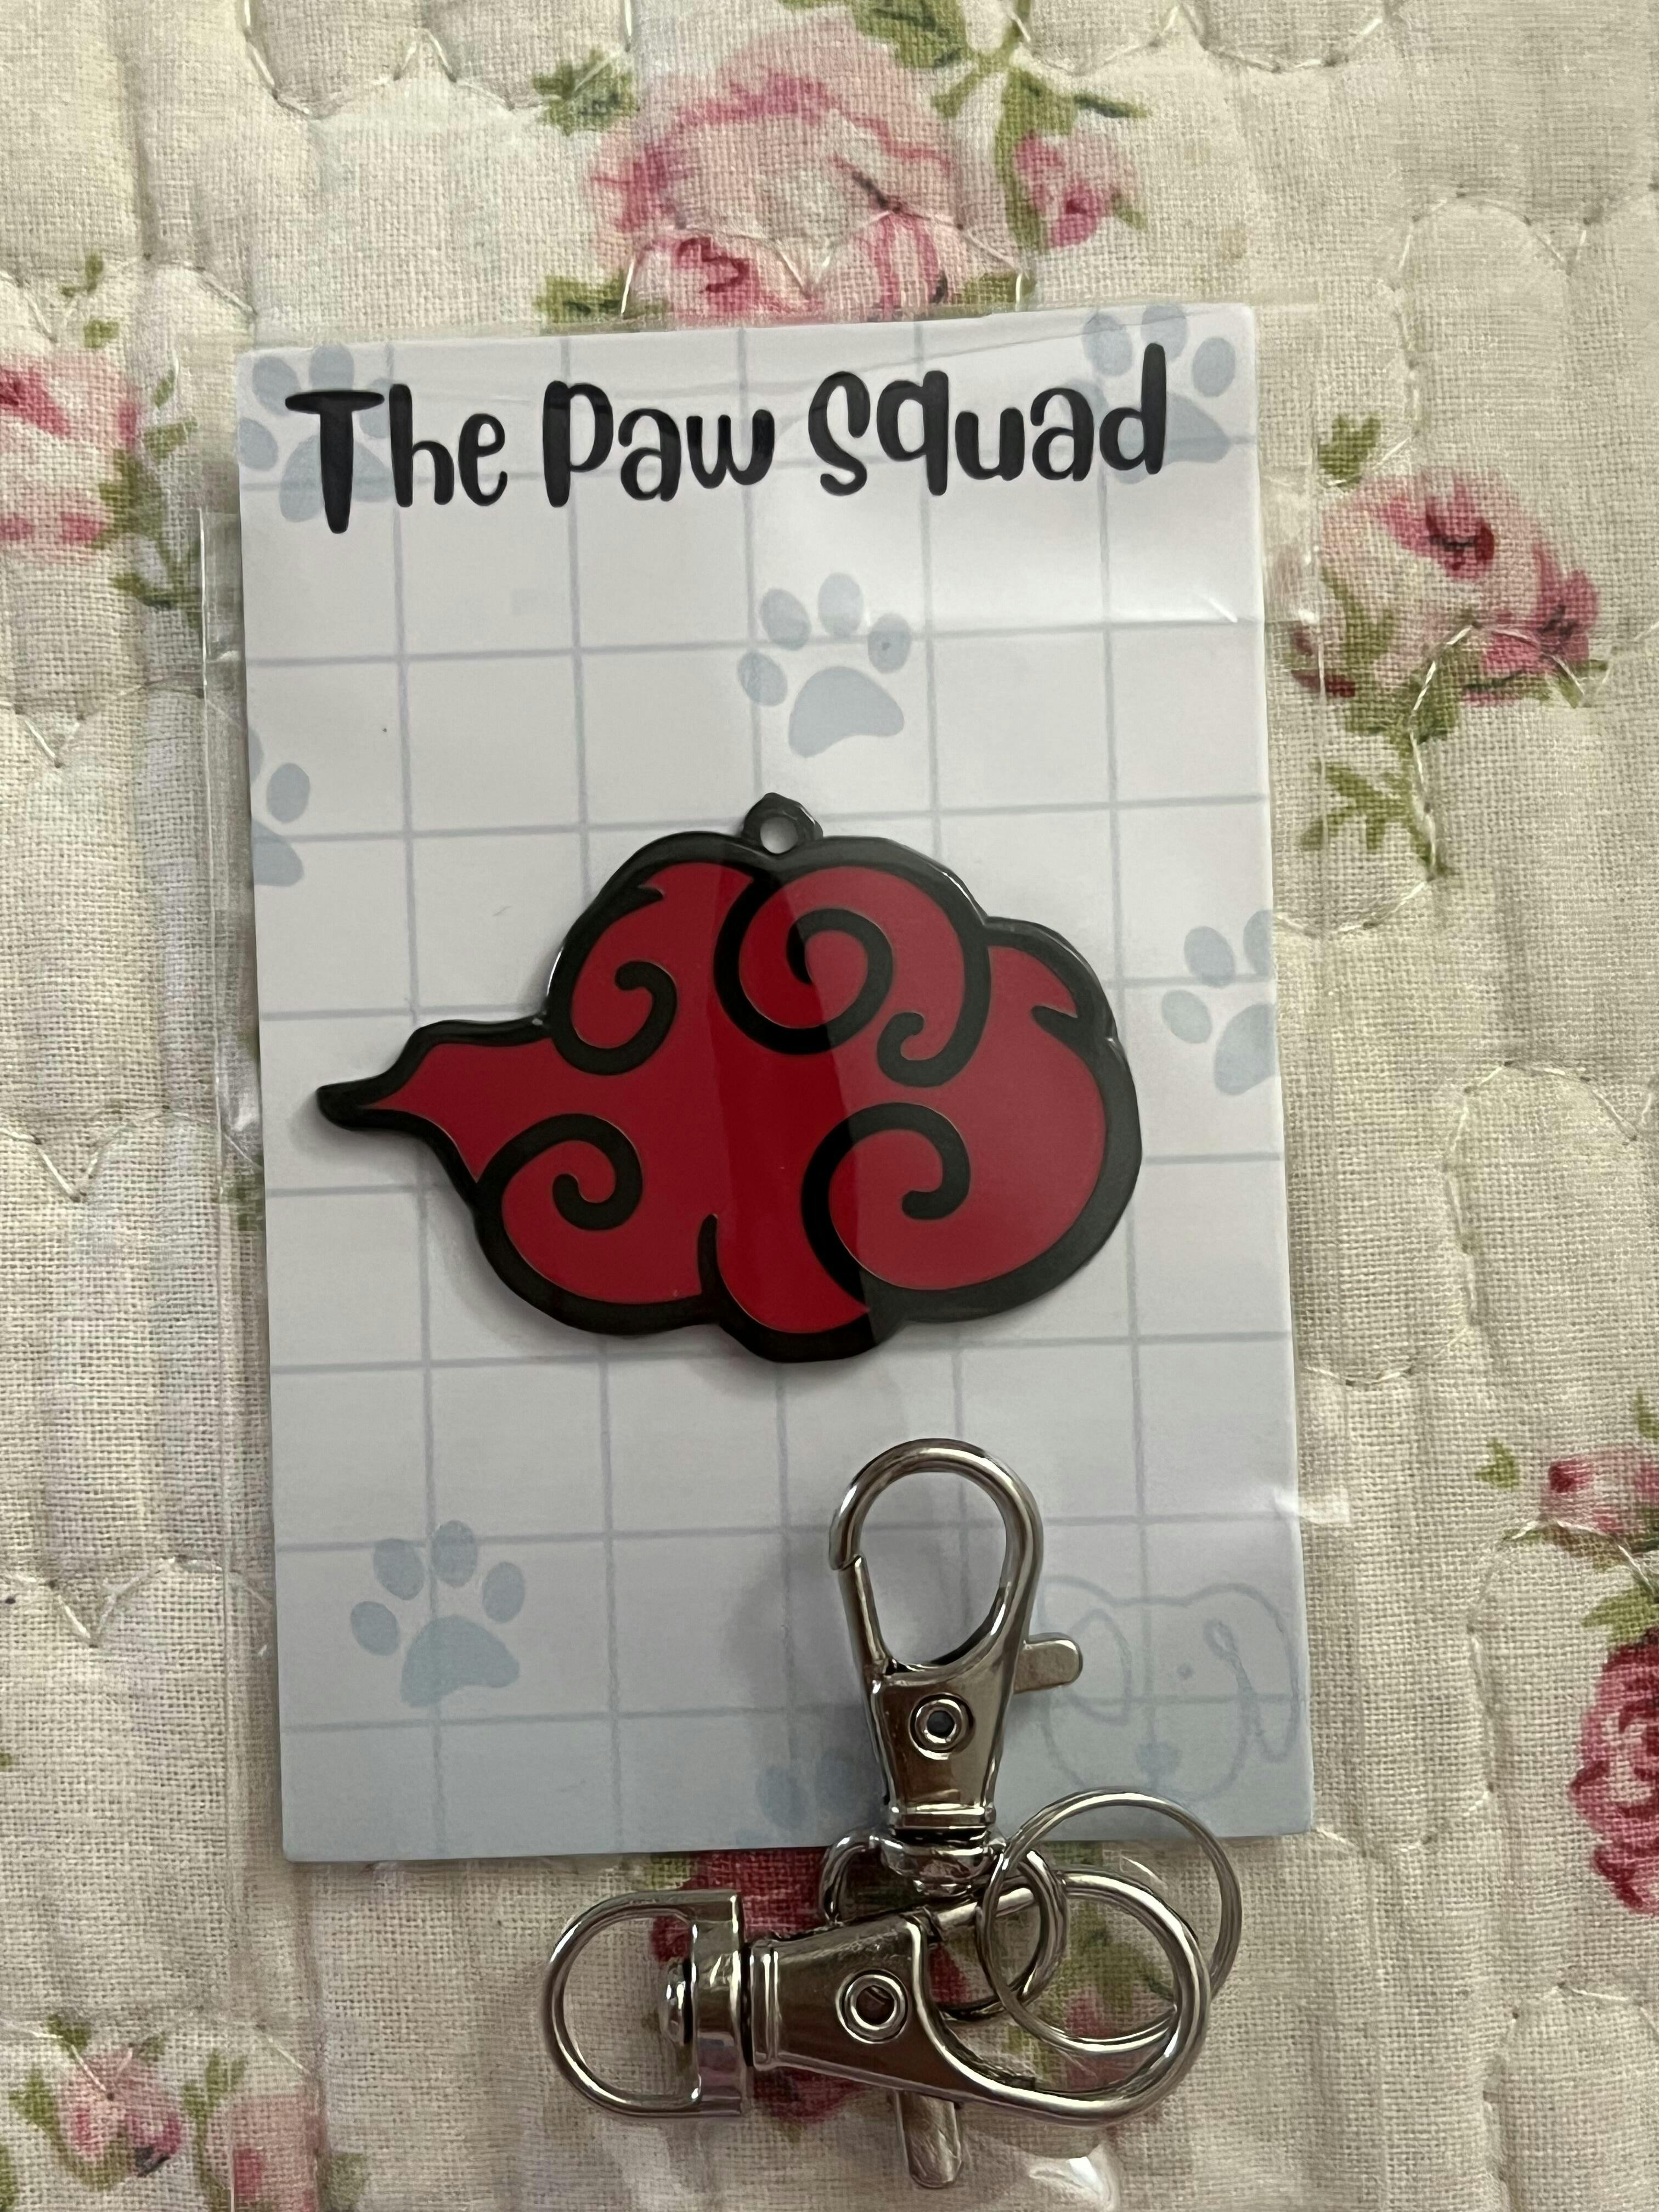 The Paw Squad